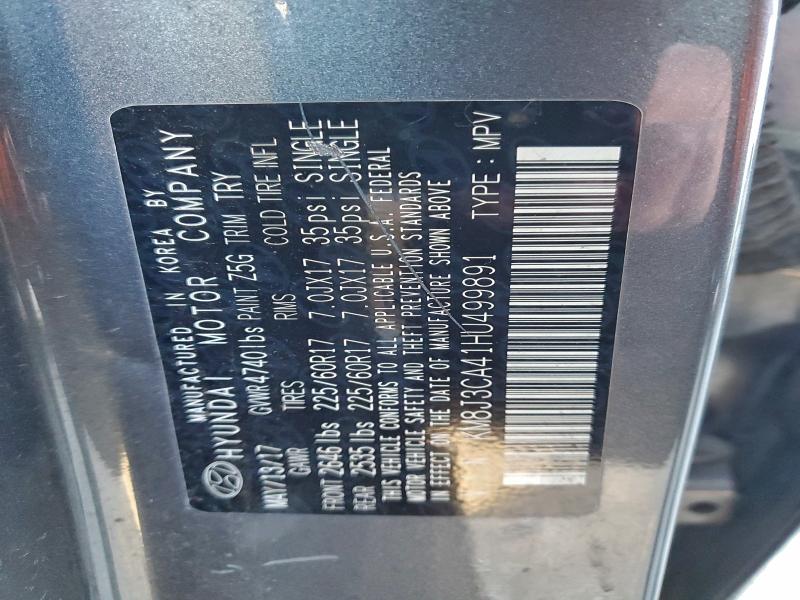 MANUFACTURED IN KOREA BY
HYUNDAI MOTOR COMPANY
MAY/13/17 GVWR4740lbs PAINT Z5G TRIM TRY
GAWR TIRES RIMS COLD TIRE INFL
FRONT 2646 lbs 225/60R17 7.0JX17 35psi SINGLE
REAR 2535 lbs 225/60R17 7.0JX17 35psi SINGLE
THIS VEHICLE CONFORMS TO ALL APPLICABLE U.S.A. FEDERAL
MOTOR VEHICLE SAFETY AND THEFT PREVENTION STANDARDS
IN EFFECT ON THE DATE OF MANUFACTURE SHOWN ABOVE
KM8J3CA41HU499891 TYPE : MPV